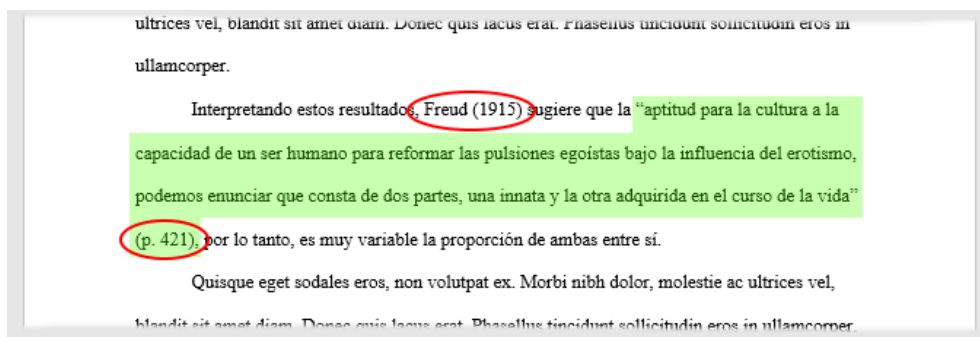 ultrices vel, blandit sit amet diam. Donec quis lacus erat. Phasellus tincidunt sollicitudin eros in
ullamcorper.
Interpretando estos resultados, Freud (1915) sugiere que la “aptitud para la cultura a la
capacidad de un ser humano para reformar las pulsiones egoístas bajo la influencia del erotismo,
podemos enunciar que consta de dos partes, una innata y la otra adquirida en el curso de la vida”
(p. 421), por lo tanto, es muy variable la proporción de ambas entre sí.
Quisque eget sodales eros, non volutpat ex. Morbi nibh dolor, molestie ac ultrices vel,
blandit sit amet diam. Donec quis lacus erat. Phasellus tincidunt sollicitudin eros in ullamcorper.